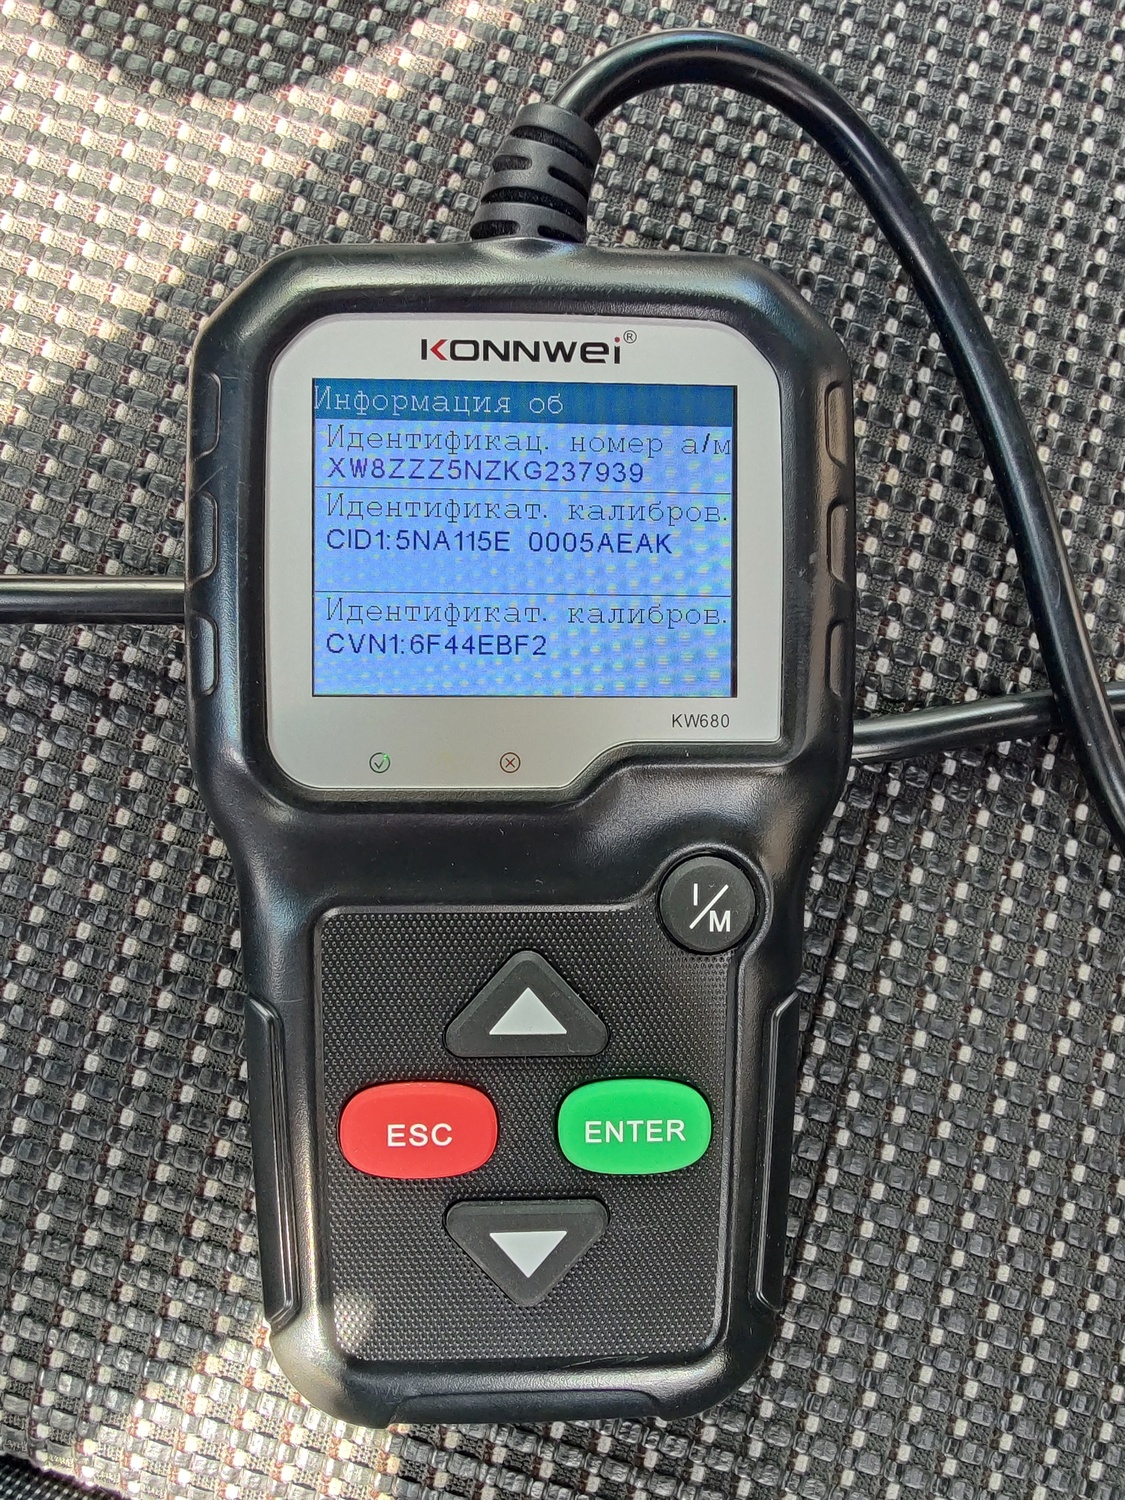 KONNWEI®
Информация об
Идентификац. номер а/м
XW8ZZZ5NZKG237939
Идентификат. калибров.
CID1:5NA115E 0005AEAK
Идентификат. калибров.
CVN1:6F44EBF2
KW680
I/M
ESC
ENTER